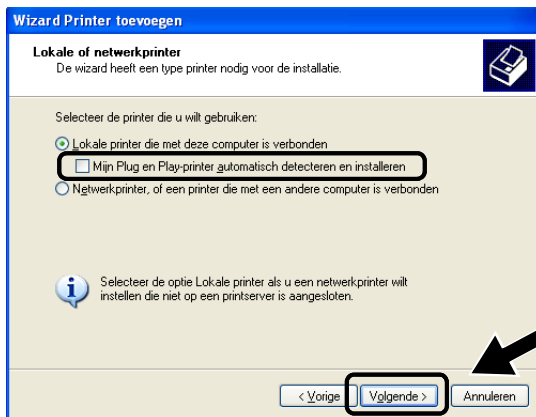 Wizard Printer toevoegen
Lokale of netwerkprinter
De wizard heeft een type printer nodig voor de installatie.
Selecteer de printer die u wilt gebruiken:
Lokale printer die met deze computer is verbonden
Mijn Plug en Play-printer automatisch detecteren en installeren
Netwerkprinter, of een printer die met een andere computer is verbonden
Selecteer de optie Lokale printer als u een netwerkprinter wilt
instellen die niet op een printserver is aangesloten.
< Vorige Volgende > Annuleren